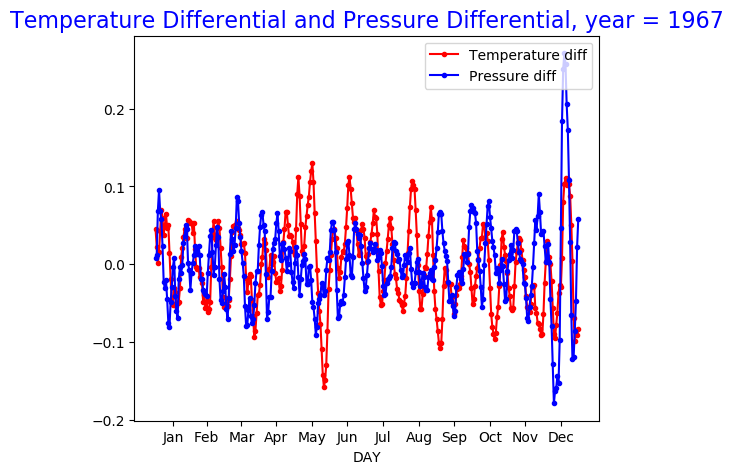 Temperature Differential and Pressure Differential, year = 1967
Temperature diff
Pressure diff
0.2
0.1
0.0
−0.1
−0.2
Jan Feb Mar Apr May Jun Jul Aug Sep Oct Nov Dec
DAY